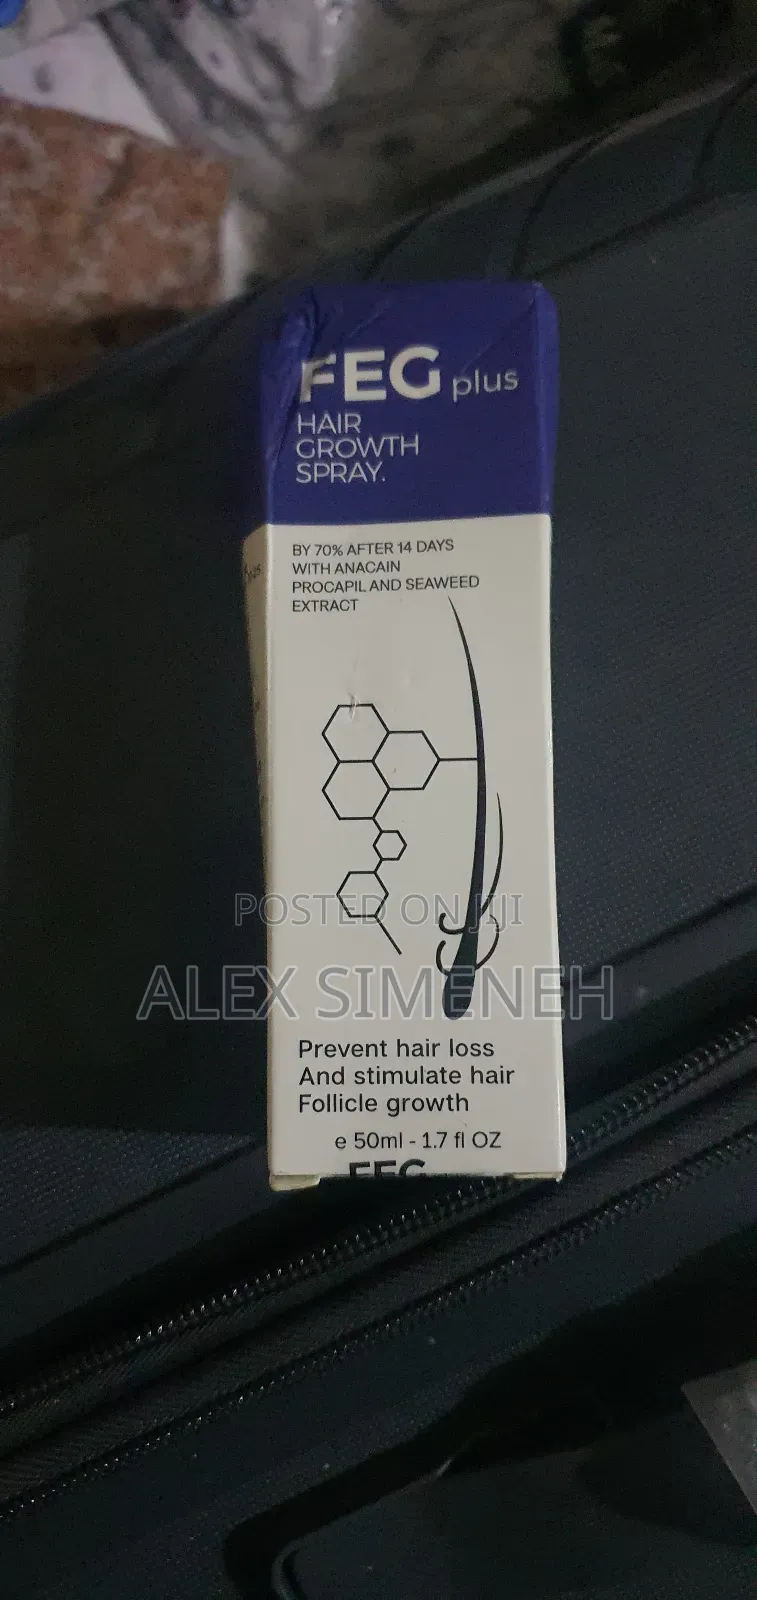 FEG plus
HAIR
GROWTH
SPRAY.
BY 70% AFTER 14 DAYS
WITH ANACAIN
PROCAPIL AND SEAWEED
EXTRACT
POSTED ON JIJI
ALEX SIMENEH
Prevent hair loss
And stimulate hair
Follicle growth
e 50ml - 1.7 fl OZ
FEG